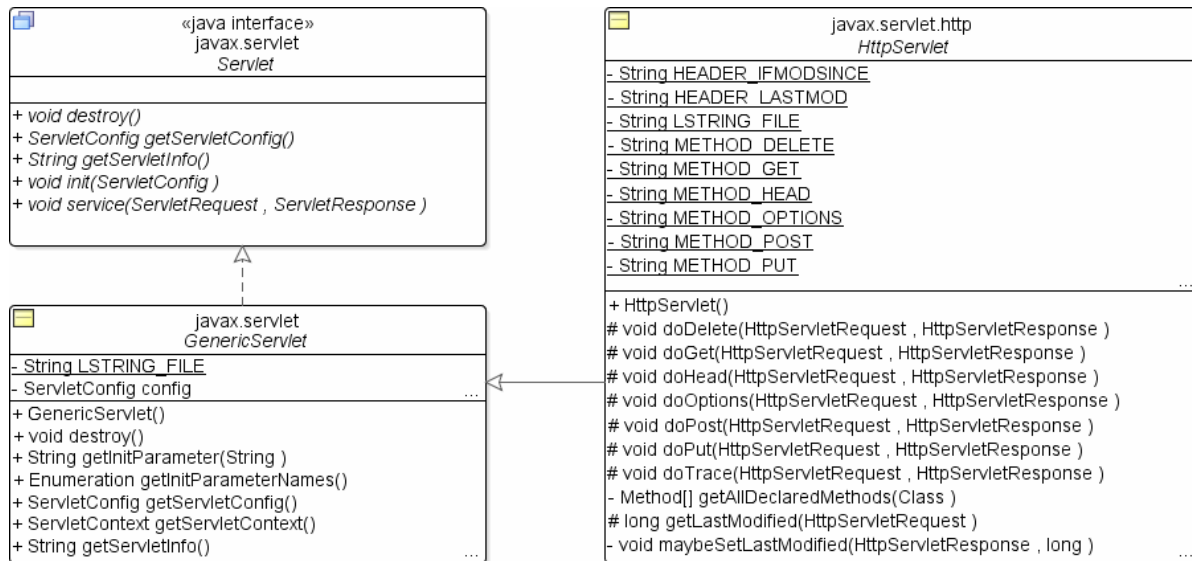 «java interface»
javax.servlet
Servlet
+ void destroy()
+ ServletConfig getServletConfig()
+ String getServletInfo()
+ void init(ServletConfig )
+ void service(ServletRequest , ServletResponse )
javax.servlet
GenericServlet
- String LSTRING_FILE
- ServletConfig config
...
+ GenericServlet()
+ void destroy()
+ String getInitParameter(String )
+ Enumeration getInitParameterNames()
+ ServletConfig getServletConfig()
+ ServletContext getServletContext()
+ String getServletInfo()
...
javax.servlet.http
HttpServlet
- String HEADER_IFMODSINCE
- String HEADER_LASTMOD
- String LSTRING_FILE
- String METHOD_DELETE
- String METHOD_GET
- String METHOD_HEAD
- String METHOD_OPTIONS
- String METHOD_POST
- String METHOD_PUT
...
+ HttpServlet()
# void doDelete(HttpServletRequest , HttpServletResponse )
# void doGet(HttpServletRequest , HttpServletResponse )
# void doHead(HttpServletRequest , HttpServletResponse )
# void doOptions(HttpServletRequest , HttpServletResponse )
# void doPost(HttpServletRequest , HttpServletResponse )
# void doPut(HttpServletRequest , HttpServletResponse )
# void doTrace(HttpServletRequest , HttpServletResponse )
- Method[] getAllDeclaredMethods(Class )
# long getLastModified(HttpServletRequest )
- void maybeSetLastModified(HttpServletResponse , long )
...